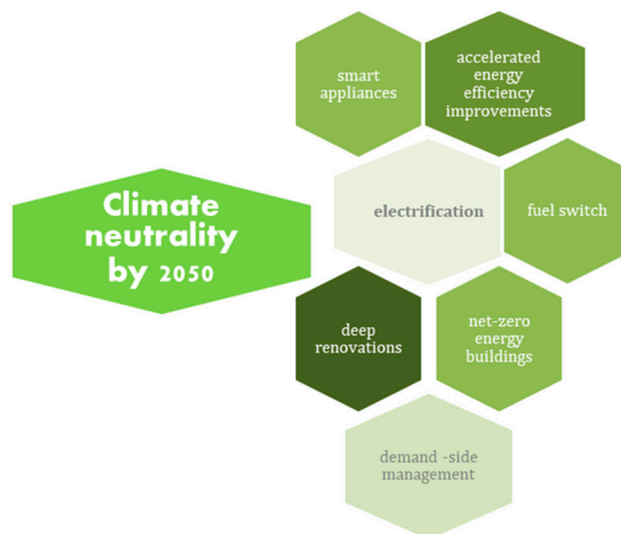 smart
appliances
accelerated
energy
efficiency
improvements
Climate
neutrality
by 2050
electrification
fuel switch
deep
renovations
net-zero
energy
buildings
demand -side
management